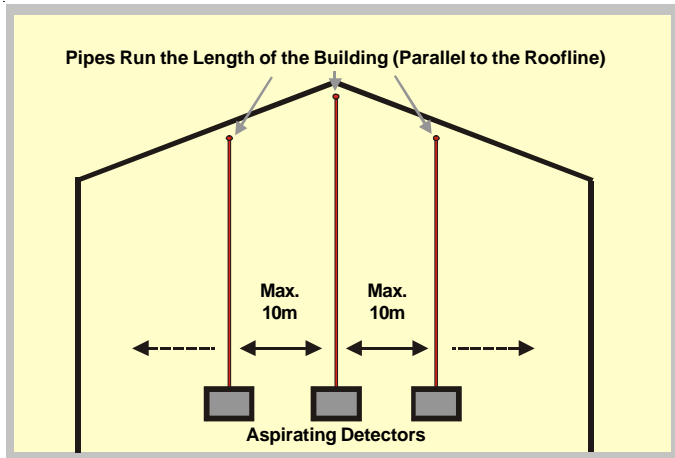 Pipes Run the Length of the Building (Parallel to the Roofline)
Max.
10m
Max.
10m
Aspirating Detectors